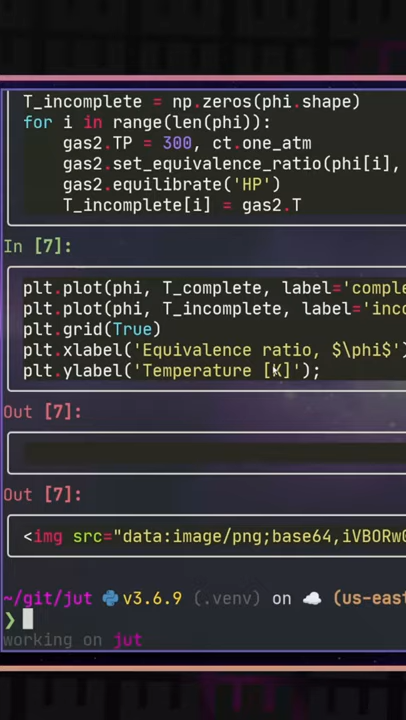 T_incomplete = np.zeros(phi.shape)
for i in range(len(phi)):
    gas2.TP = 300, ct.one_atm
    gas2.set_equivalence_ratio(phi[i],
    gas2.equilibrate('HP')
    T_incomplete[i] = gas2.T
In [7]:
plt.plot(phi, T_complete, label='comple
plt.plot(phi, T_incomplete, label='inco
plt.grid(True)
plt.xlabel('Equivalence ratio, $\phi$')
plt.ylabel('Temperature [K]');
Out [7]:
Out [7]:
<img src="data:image/png;base64,iVBORw0
~/git/jut v3.6.9 (.venv) on (us-east
❯
working on jut